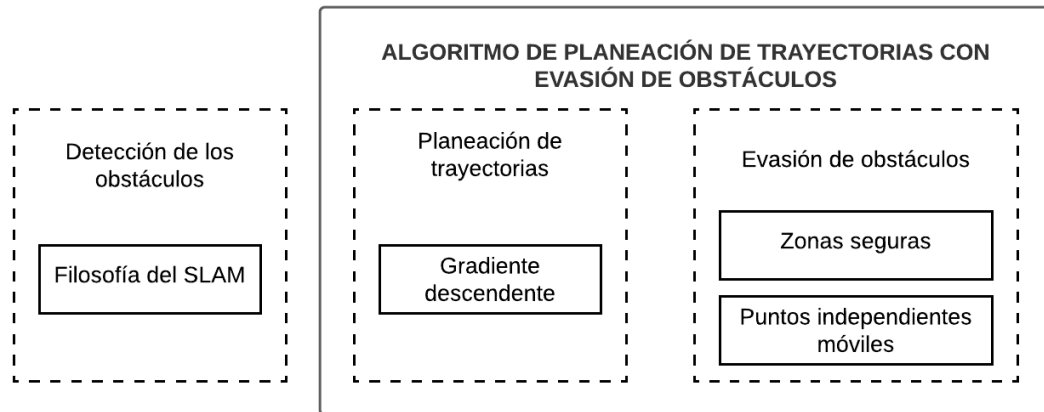 ALGORITMO DE PLANEACIÓN DE TRAYECTORIAS CON
EVASIÓN DE OBSTÁCULOS
Detección de los
obstáculos
Filosofía del SLAM
Planeación de
trayectorias
Gradiente
descendente
Evasión de obstáculos
Zonas seguras
Puntos independientes
móviles